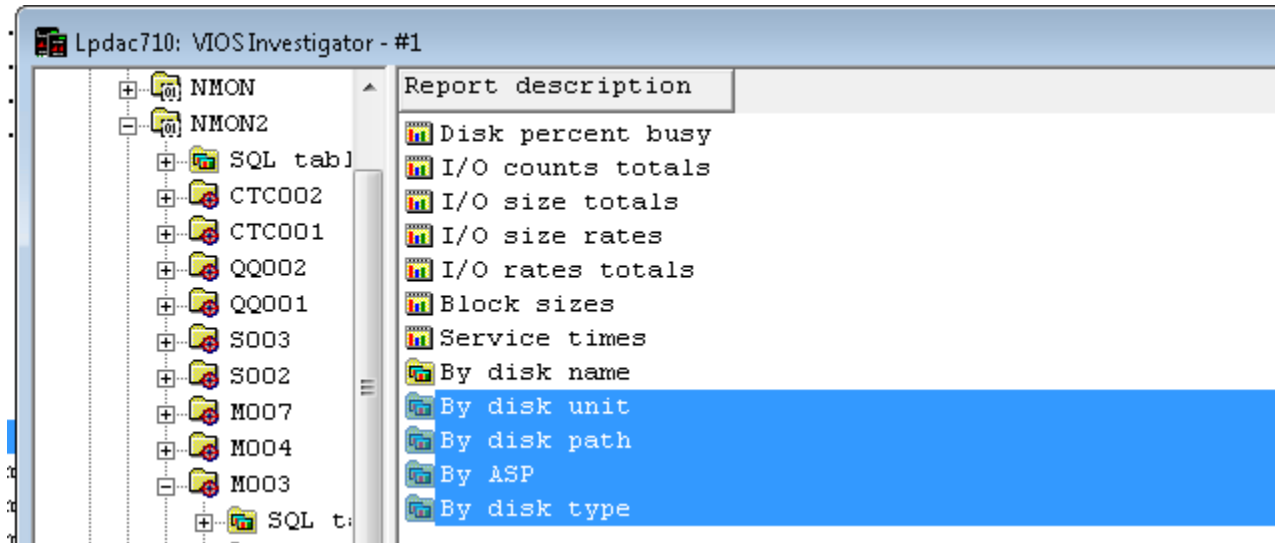 Lpdac710: VIOS Investigator - #1
NMON
NMON2
SQL tabl
CTC002
CTC001
QQ002
QQ001
S003
S002
M007
M004
M003
SQL t
Report description
Disk percent busy
I/O counts totals
I/O size totals
I/O size rates
I/O rates totals
Block sizes
Service times
By disk name
By disk unit
By disk path
By ASP
By disk type